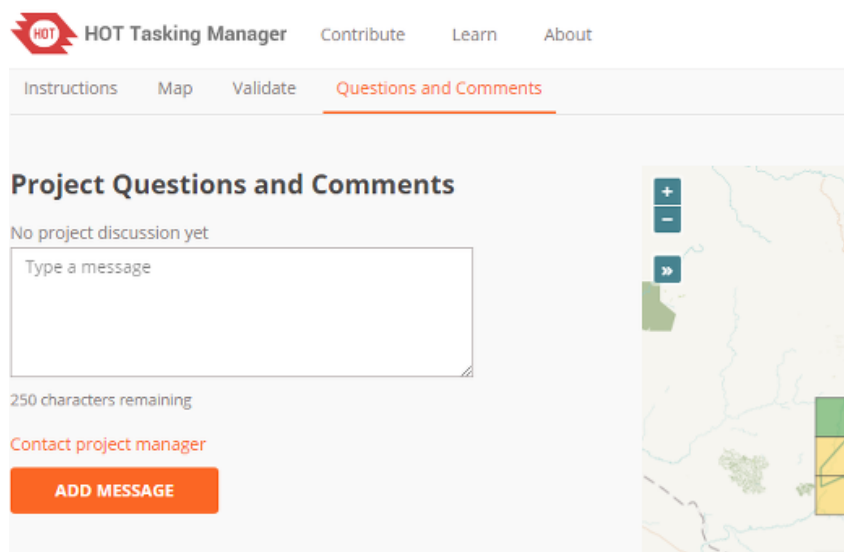 HOT HOT Tasking Manager Contribute Learn About
Instructions Map Validate Questions and Comments
Project Questions and Comments
No project discussion yet
Type a message
250 characters remaining
Contact project manager
ADD MESSAGE
+
−
»